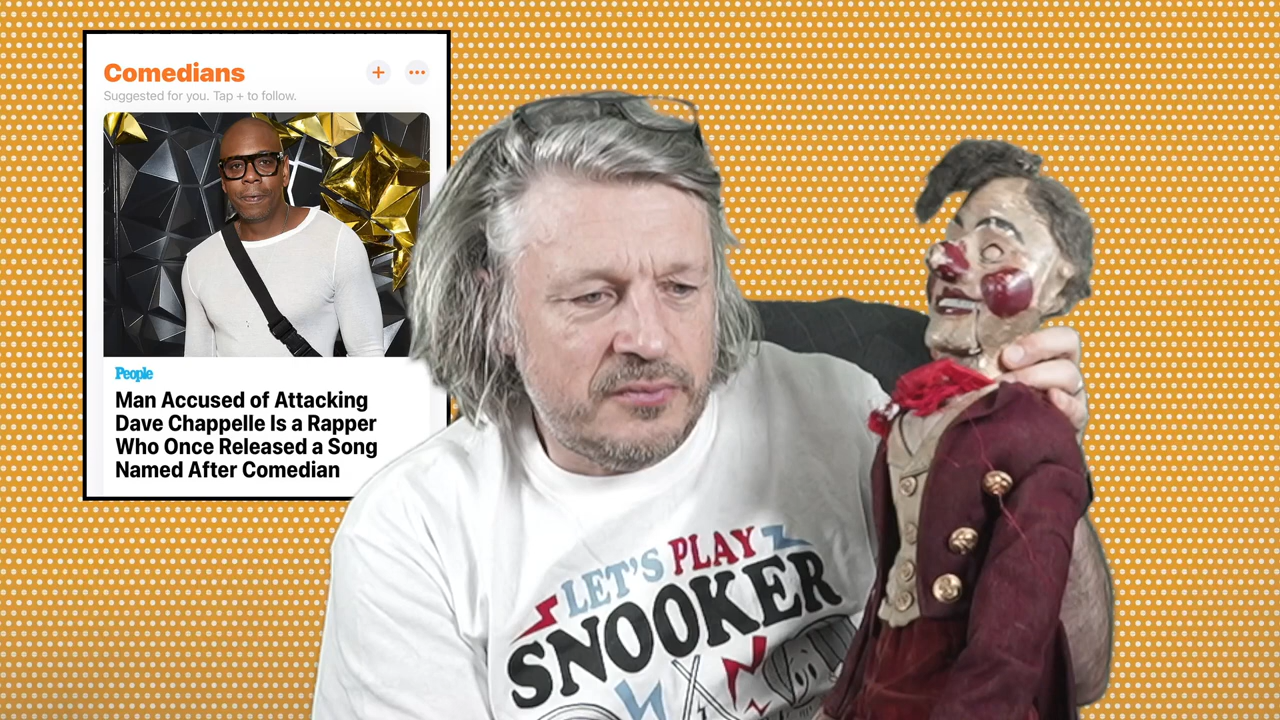 Comedians
Suggested for you. Tap + to follow.
People
Man Accused of Attacking
Dave Chappelle Is a Rapper
Who Once Released a Song
Named After Comedian
LET'S PLAY
SNOOKER